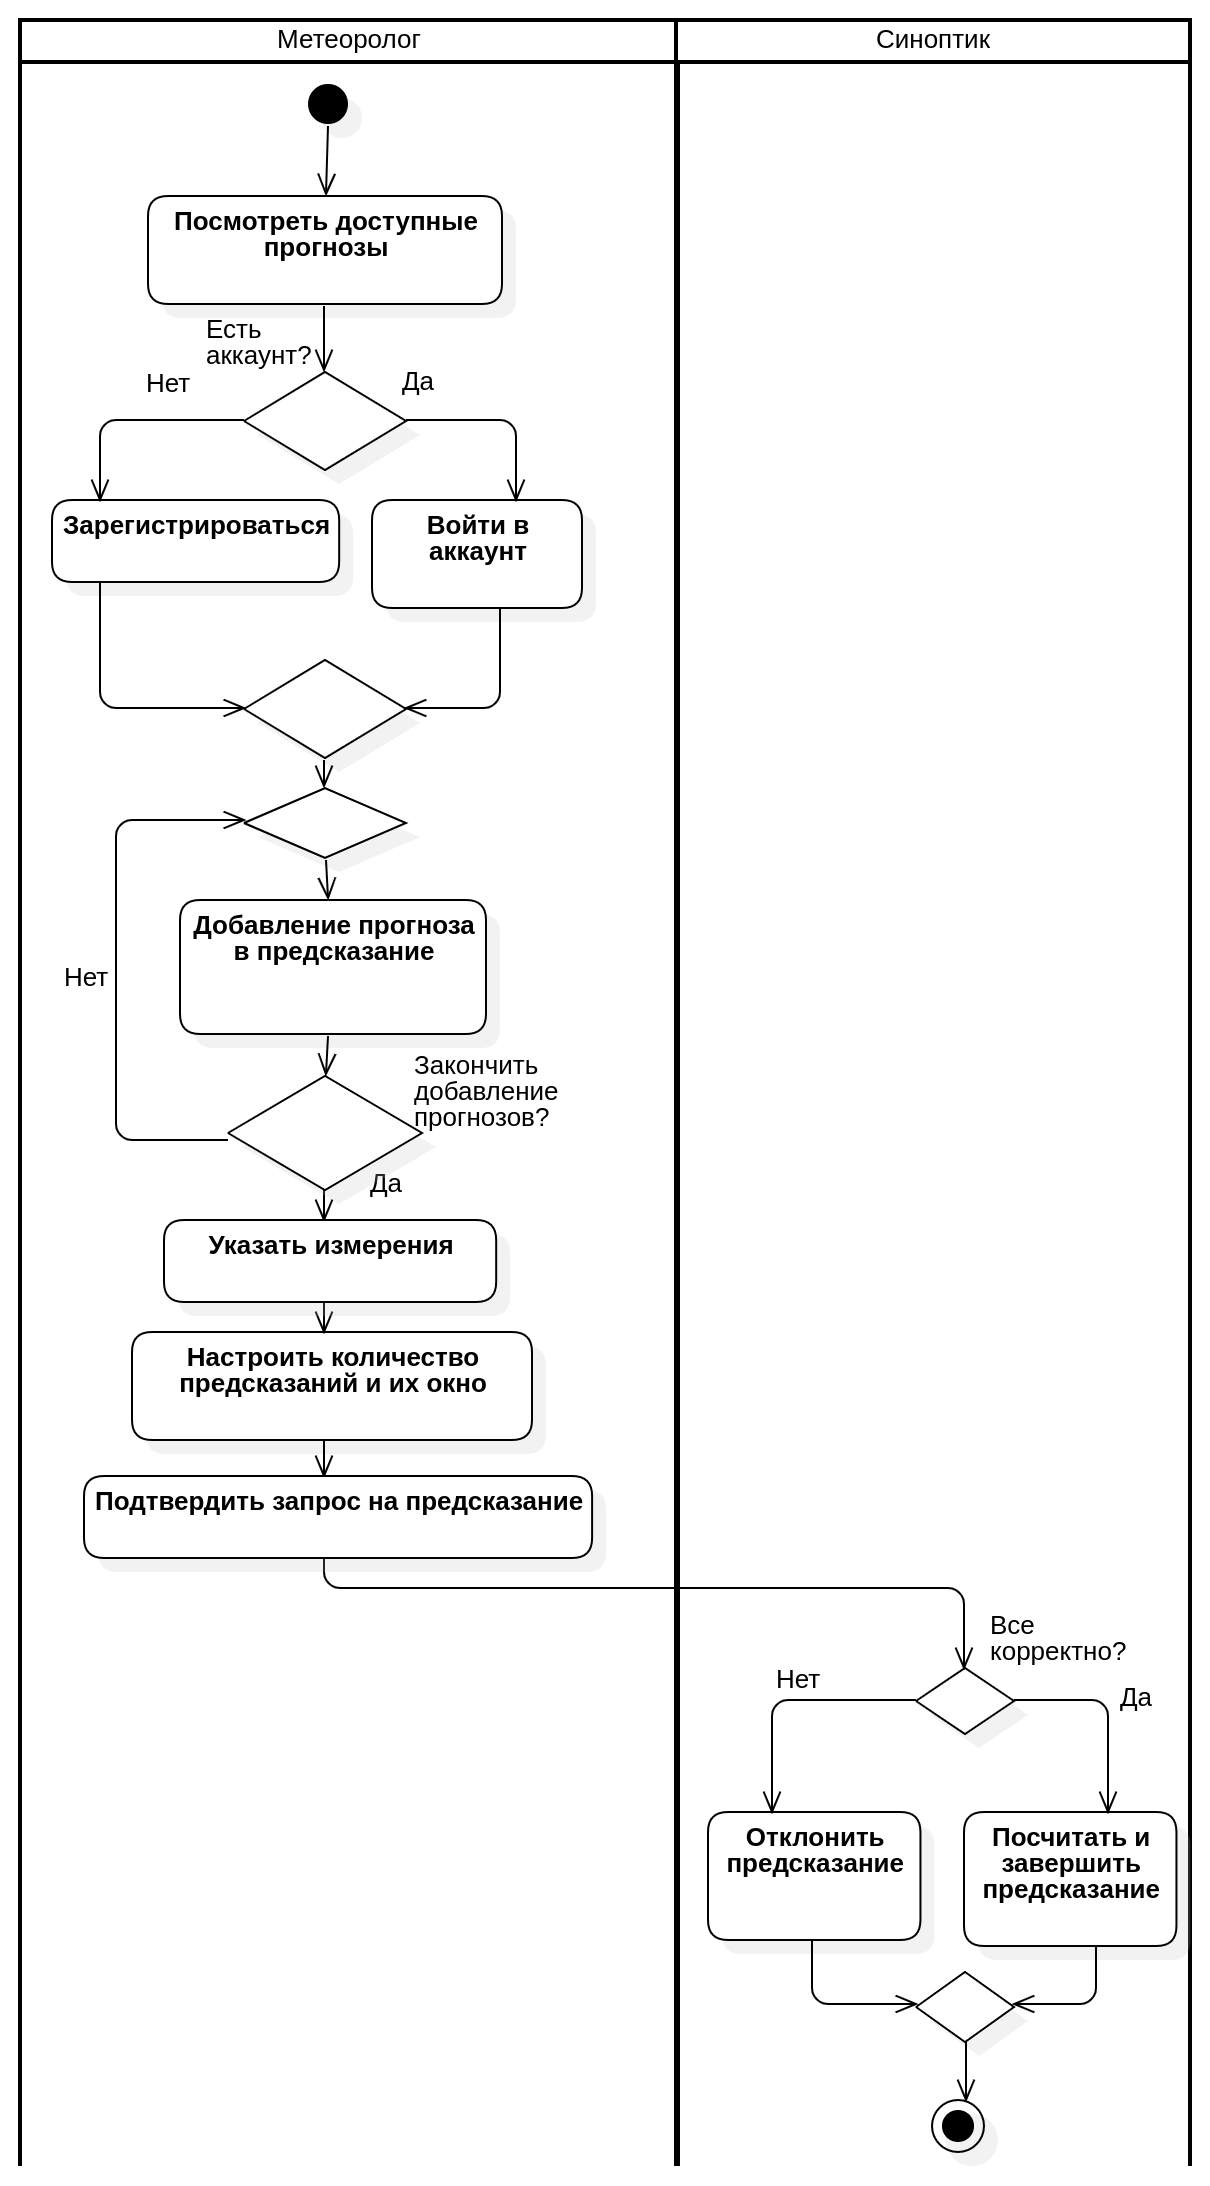 Метеоролог
Синоптик
Посмотреть доступные
прогнозы
Есть
аккаунт?
Нет
Да
Зарегистрироваться
Войти в
аккаунт
Добавление прогноза
в предсказание
Нет
Закончить
добавление
прогнозов?
Да
Указать измерения
Настроить количество
предсказаний и их окно
Подтвердить запрос на предсказание
Все
корректно?
Нет
Да
Отклонить
предсказание
Посчитать и
завершить
предсказание